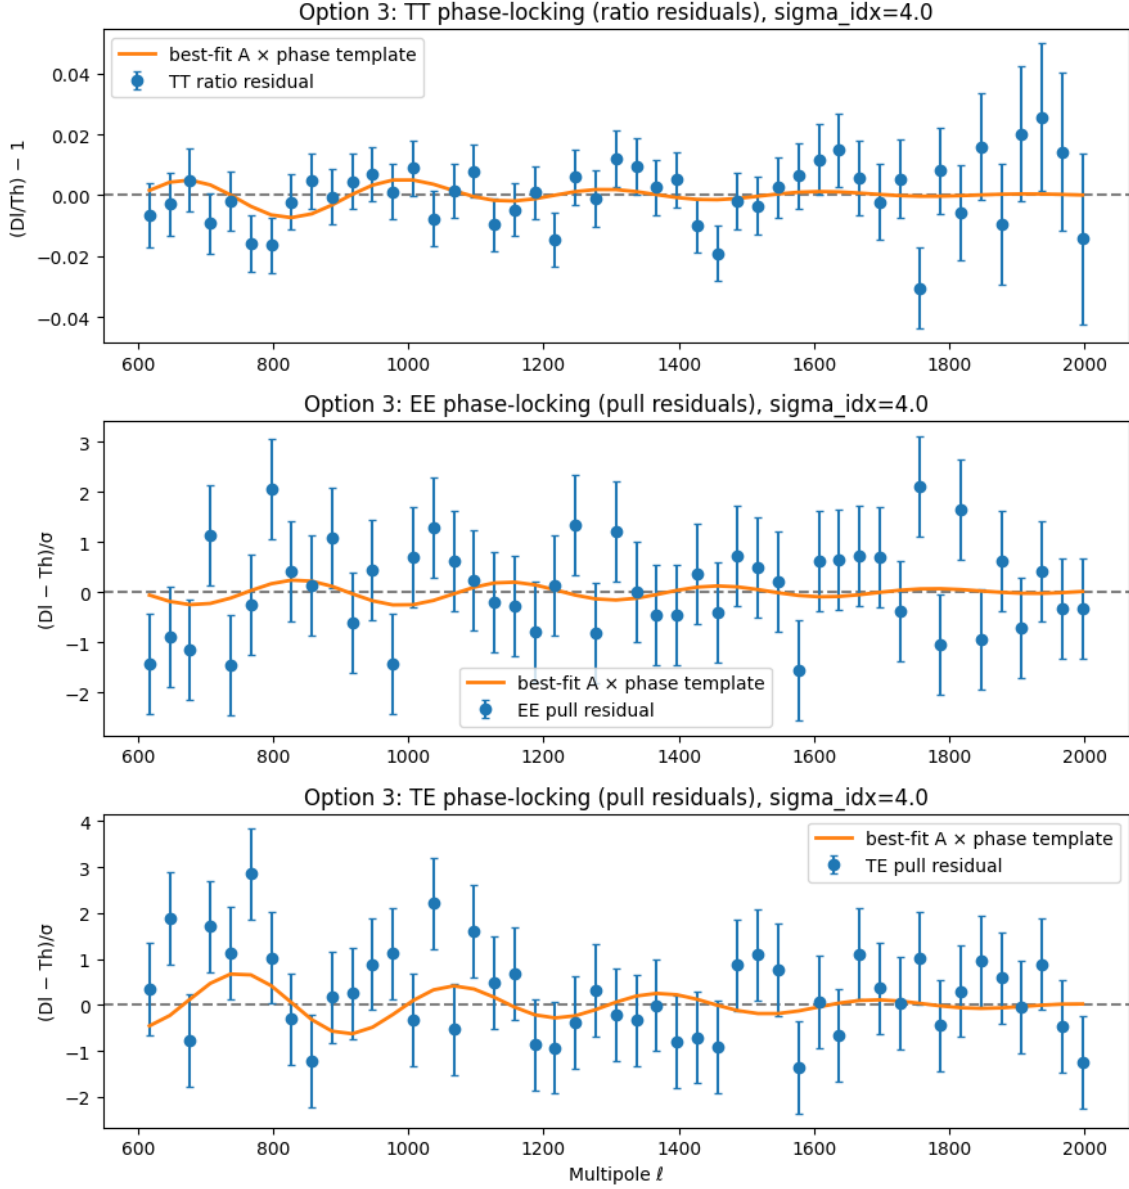 Option 3: TT phase-locking (ratio residuals), sigma_idx=4.0
best-fit A × phase template
TT ratio residual
(Dl/Th) − 1
0.04
0.02
0.00
−0.02
−0.04
600 800 1000 1200 1400 1600 1800 2000
Option 3: EE phase-locking (pull residuals), sigma_idx=4.0
(Dl − Th)/σ
3
2
1
0
−1
−2
best-fit A × phase template
EE pull residual
600 800 1000 1200 1400 1600 1800 2000
Option 3: TE phase-locking (pull residuals), sigma_idx=4.0
best-fit A × phase template
TE pull residual
(Dl − Th)/σ
4
3
2
1
0
−1
−2
600 800 1000 1200 1400 1600 1800 2000
Multipole ℓ